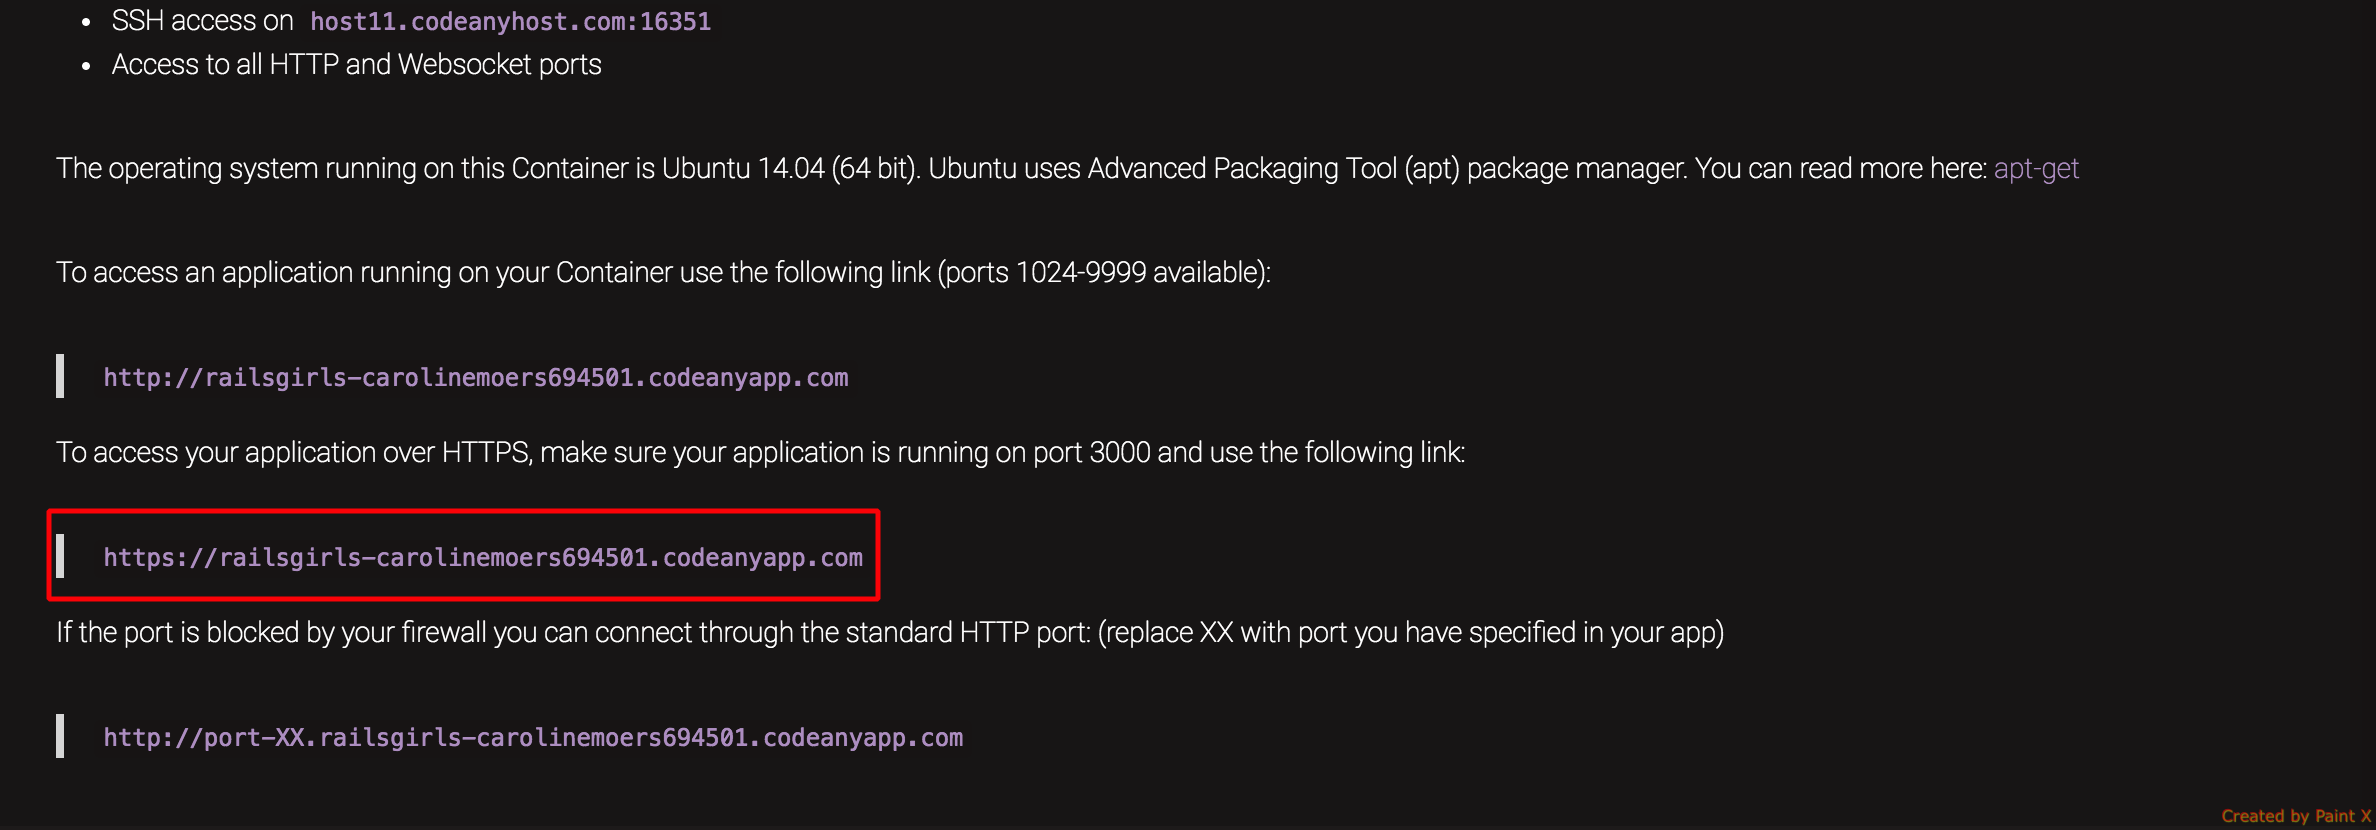 • SSH access on host11.codeanyhost.com:16351
• Access to all HTTP and Websocket ports
The operating system running on this Container is Ubuntu 14.04 (64 bit). Ubuntu uses Advanced Packaging Tool (apt) package manager. You can read more here: apt-get
To access an application running on your Container use the following link (ports 1024-9999 available):
http://railsgirls-carolinemoers694501.codeanyapp.com
To access your application over HTTPS, make sure your application is running on port 3000 and use the following link:
https://railsgirls-carolinemoers694501.codeanyapp.com
If the port is blocked by your firewall you can connect through the standard HTTP port: (replace XX with port you have specified in your app)
http://port-XX.railsgirls-carolinemoers694501.codeanyapp.com
Created by Paint X